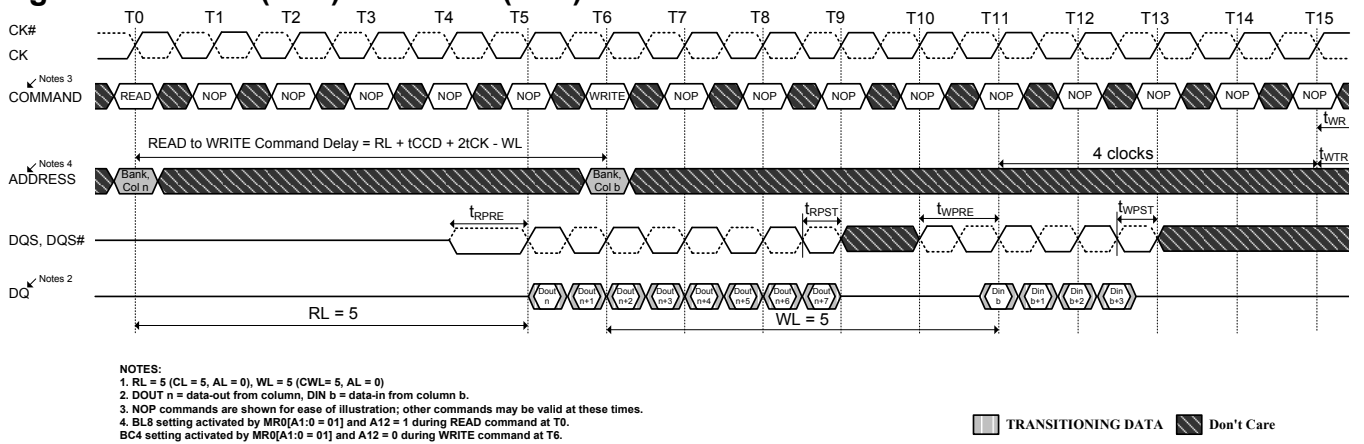 T0 T1 T2 T3 T4 T5 T6 T7 T8 T9 T10 T11 T12 T13 T14 T15
CK#
CK
Notes 3
COMMAND READ NOP NOP NOP NOP NOP WRITE NOP NOP NOP NOP NOP NOP NOP NOP NOP
tWR
READ to WRITE Command Delay = RL + tCCD + 2tCK - WL
4 clocks
tWTR
Notes 4
ADDRESS Bank, Col n Bank, Col b
tRPRE tRPST tWPRE tWPST
DQS, DQS#
Notes 2
DQ Dout n Dout n+1 Dout n+2 Dout n+3 Dout n+4 Dout n+5 Dout n+6 Dout n+7 Din b Din b+1 Din b+2 Din b+3
RL = 5 WL = 5
NOTES:
1. RL = 5 (CL = 5, AL = 0), WL = 5 (CWL= 5, AL = 0)
2. DOUT n = data-out from column, DIN b = data-in from column b.
3. NOP commands are shown for ease of illustration; other commands may be valid at these times.
4. BL8 setting activated by MR0[A1:0 = 01] and A12 = 1 during READ command at T0.
BC4 setting activated by MR0[A1:0 = 01] and A12 = 0 during WRITE command at T6.
TRANSITIONING DATA Don't Care